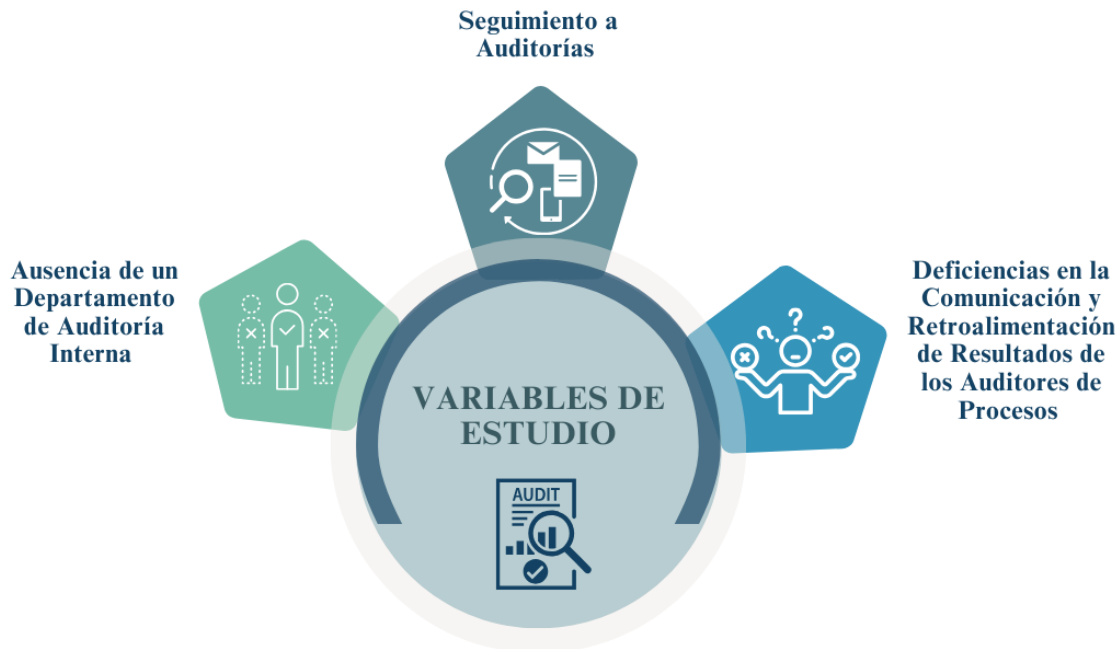 Seguimiento a
Auditorías
Ausencia de un
Departamento
de Auditoría
Interna
Deficiencias en la
Comunicación y
Retroalimentación
de Resultados de
los Auditores de
Procesos
VARIABLES DE
ESTUDIO
AUDIT